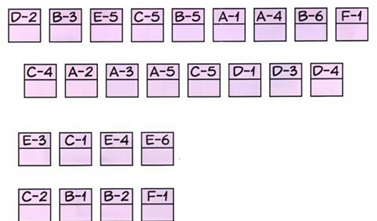 D-2 B-3 E-5 C-5 B-5 A-1 A-4 B-6 F-1
C-4 A-2 A-3 A-5 C-5 D-1 D-3 D-4
E-3 C-1 E-4 E-6
C-2 B-1 B-2 F-1